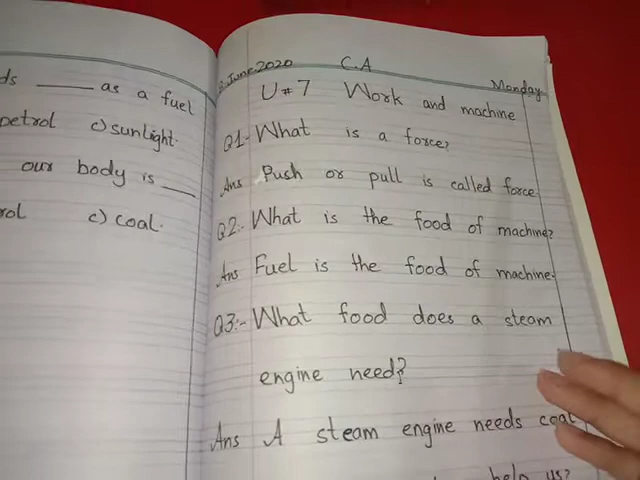 ds ____ as a fuel
petrol c) sunlight.
our body is ___
rol c) coal.
June 2020 C.A Monday
U#7 Work and machine
Q1- What is a force?
Ans Push or pull is called force
Q2:- What is the food of machine?
Ans Fuel is the food of machine.
Q3:- What food does a steam
engine need?
Ans A steam engine needs coal
help us?